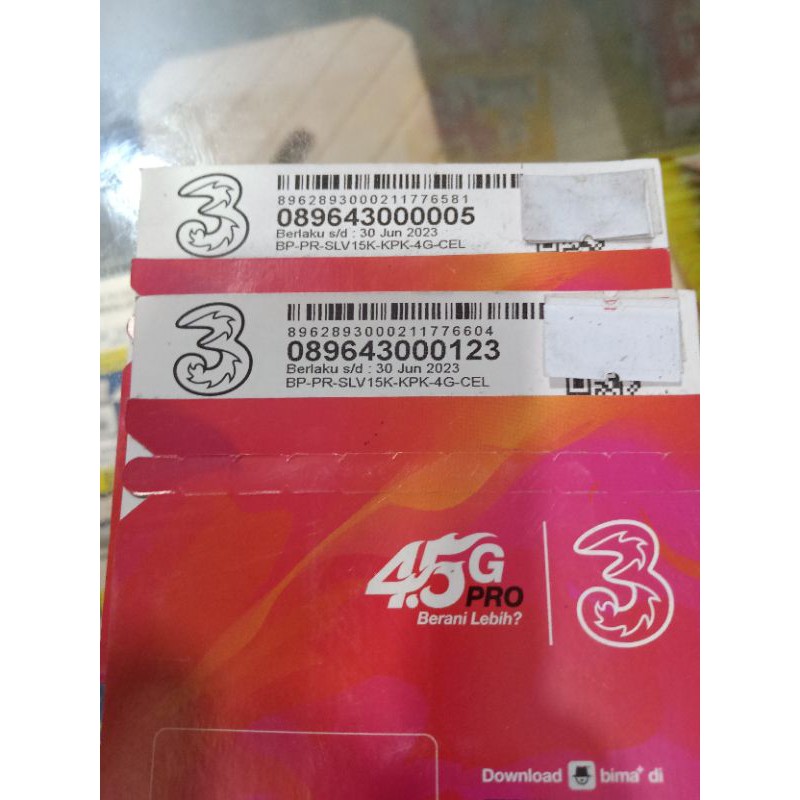 3
8962893000211776581
089643000005
Berlaku s/d : 30 Jun 2023
BP-PR-SLV15K-KPK-4G-CEL
3
8962893000211776604
089643000123
Berlaku s/d : 30 Jun 2023
BP-PR-SLV15K-KPK-4G-CEL
4.5G PRO
Berani Lebih?
3
Download bima+ di